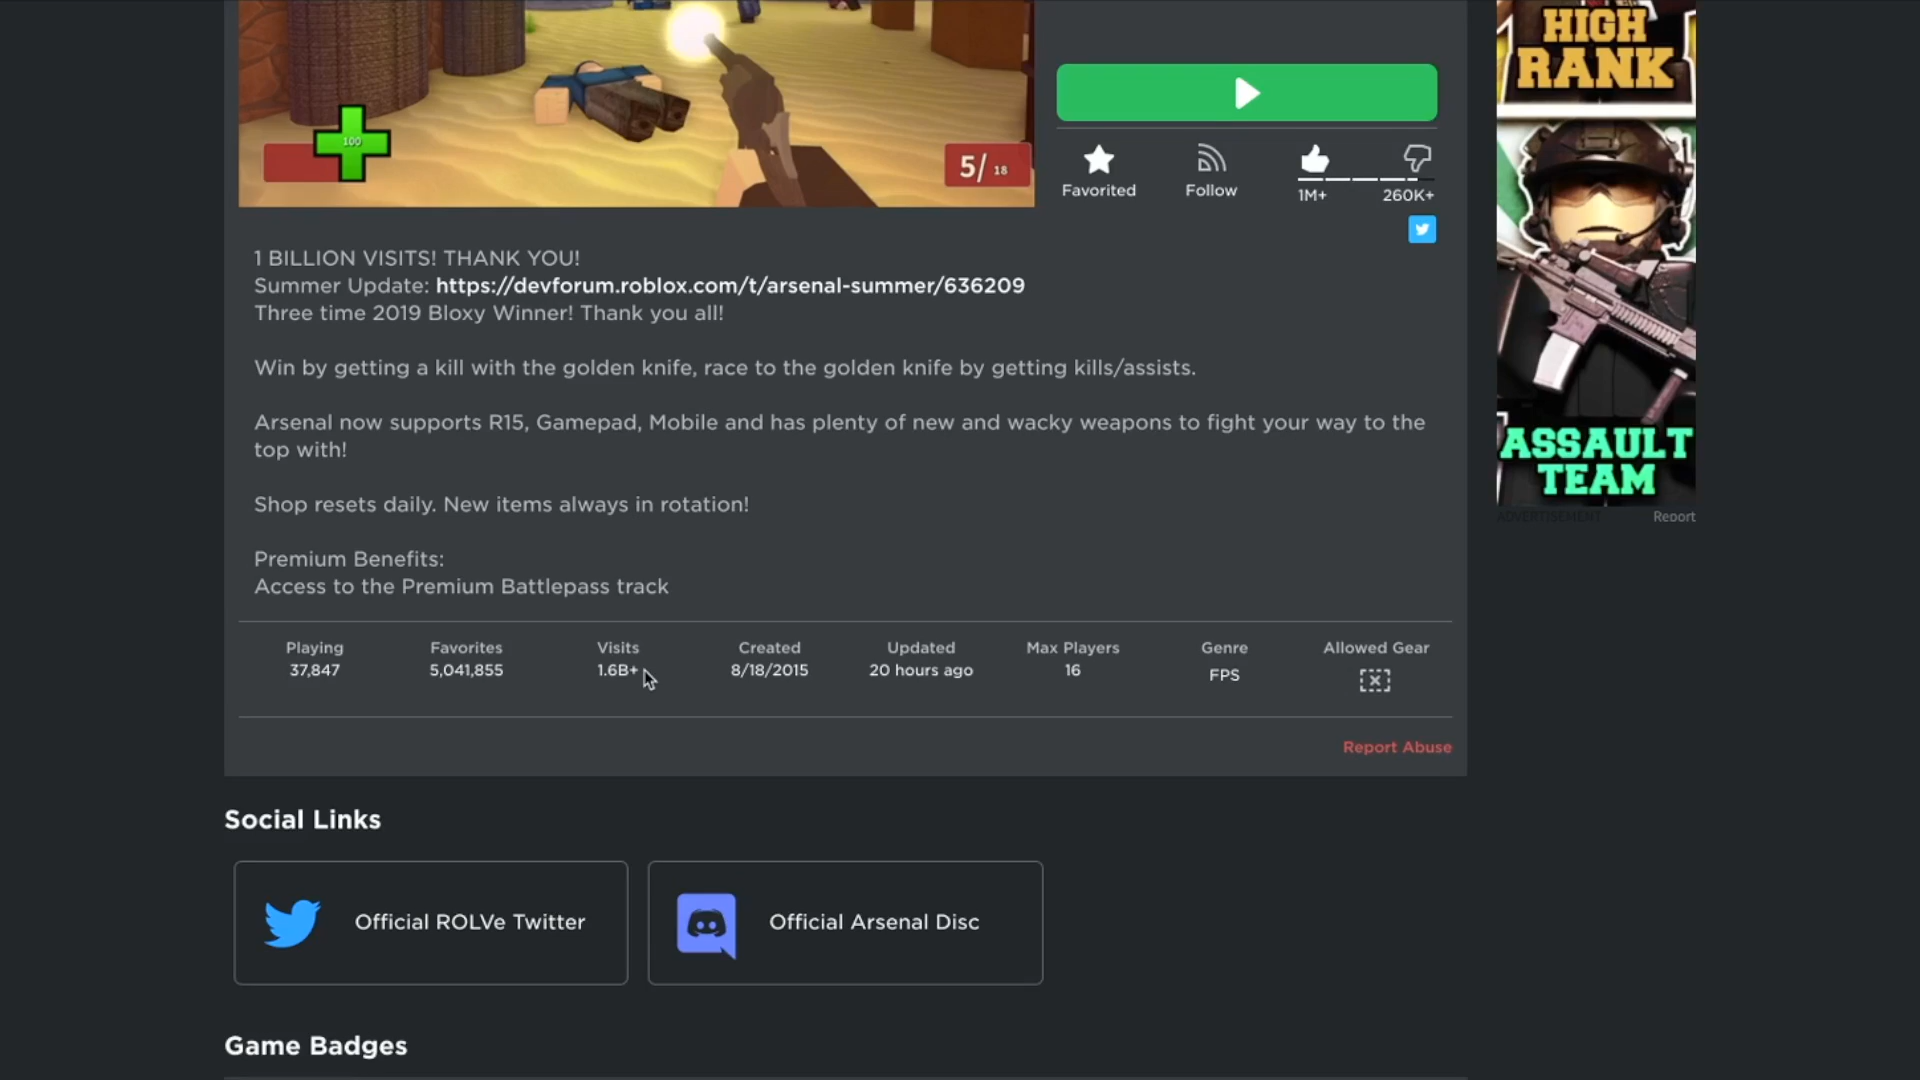 HIGH
RANK
100
5/ 18
Favorited
Follow
1M+
260K+
1 BILLION VISITS! THANK YOU!
Summer Update: https://devforum.roblox.com/t/arsenal-summer/636209
Three time 2019 Bloxy Winner! Thank you all!
Win by getting a kill with the golden knife, race to the golden knife by getting kills/assists.
Arsenal now supports R15, Gamepad, Mobile and has plenty of new and wacky weapons to fight your way to the
top with!
ASSAULT
TEAM
ADVERTISEMENT
Report
Shop resets daily. New items always in rotation!
Premium Benefits:
Access to the Premium Battlepass track
Playing
Favorites
Visits
Created
Updated
Max Players
Genre
Allowed Gear
37,847
5,041,855
1.6B+
8/18/2015
20 hours ago
16
FPS
Report Abuse
Social Links
Official ROLVe Twitter
Official Arsenal Disc
Game Badges